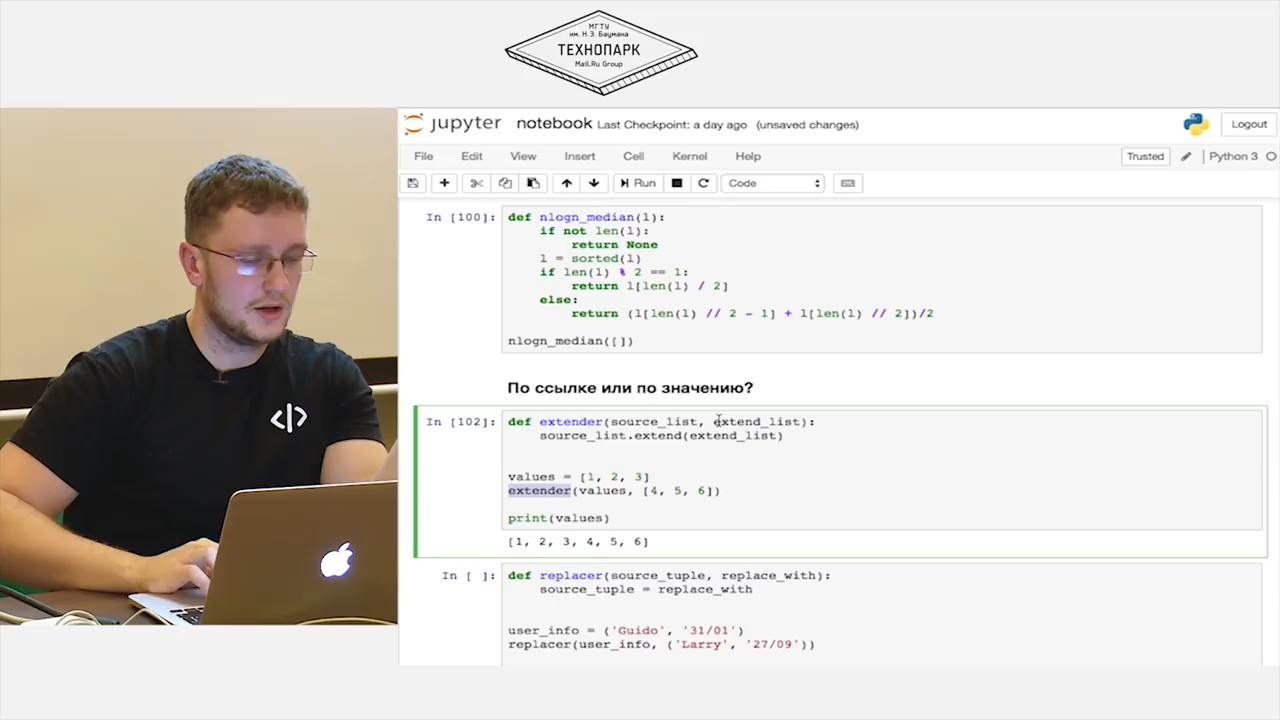 МГТУ
им. Н.Э. Баумана
ТЕХНОПАРК
Mail.Ru Group
jupyter notebook Last Checkpoint: a day ago (unsaved changes) Logout
File Edit View Insert Cell Kernel Help Trusted Python 3
Run Code
In [100]: def nlogn_median(l):
if not len(l):
return None
l = sorted(l)
if len(l) % 2 == 1:
return l[len(l) / 2]
else:
return (l[len(l) // 2 - 1] + l[len(l) // 2])/2
nlogn_median([])
По ссылке или по значению?
In [102]: def extender(source_list, extend_list):
source_list.extend(extend_list)
values = [1, 2, 3]
extender(values, [4, 5, 6])
print(values)
[1, 2, 3, 4, 5, 6]
In [ ]: def replacer(source_tuple, replace_with):
source_tuple = replace_with
user_info = ('Guido', '31/01')
replacer(user_info, ('Larry', '27/09'))